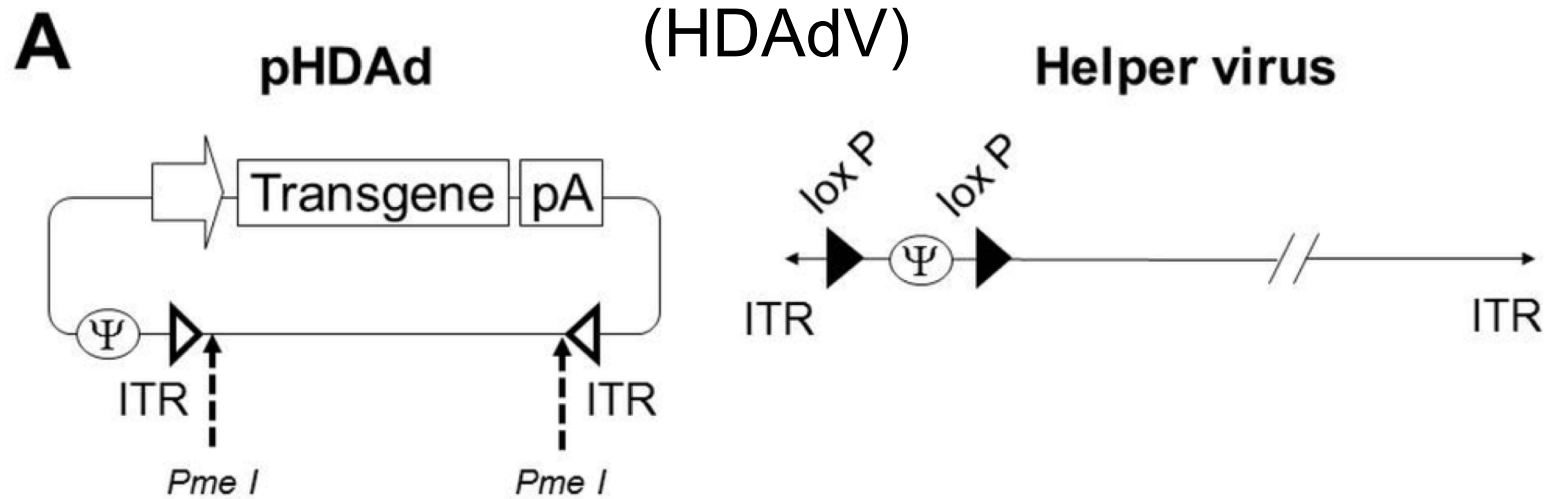 A
(HDAdV)
pHDAd
Helper virus
Transgene
pA
Ψ
ITR
ITR
Pme I
Pme I
lox P
lox P
Ψ
ITR
ITR